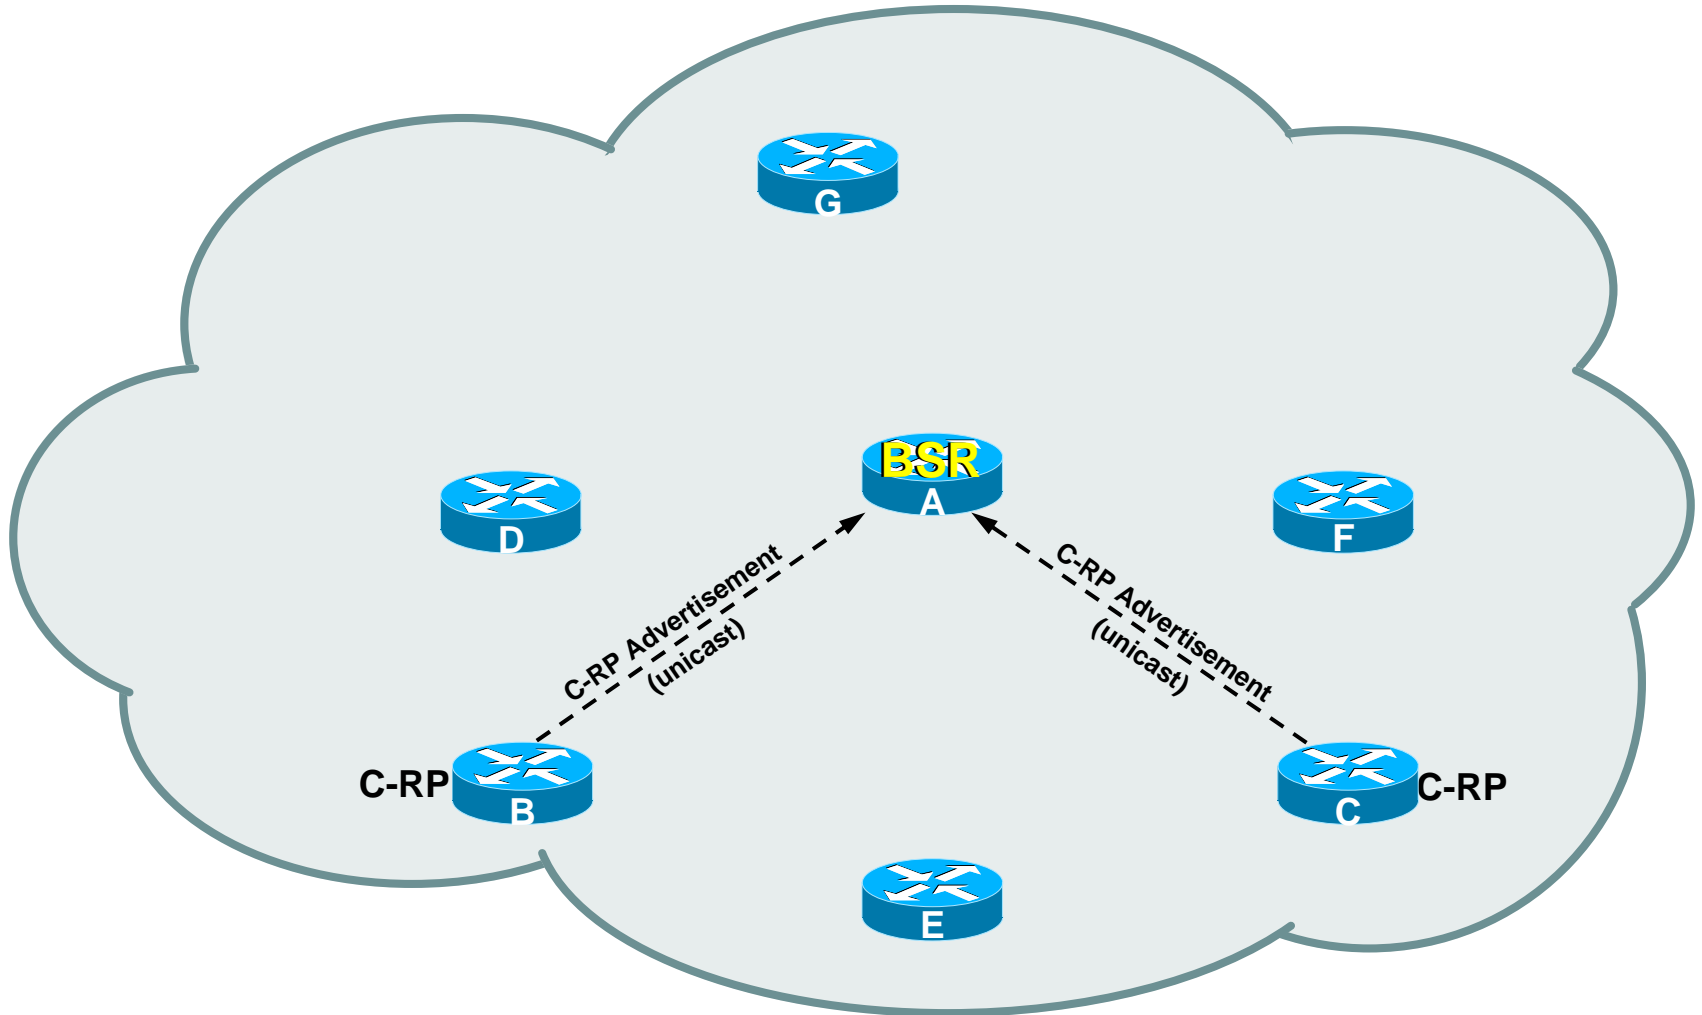 G
BSR
A
D
F
C-RP Advertisement
(unicast)
C-RP Advertisement
(unicast)
C-RP
B
C
C-RP
E